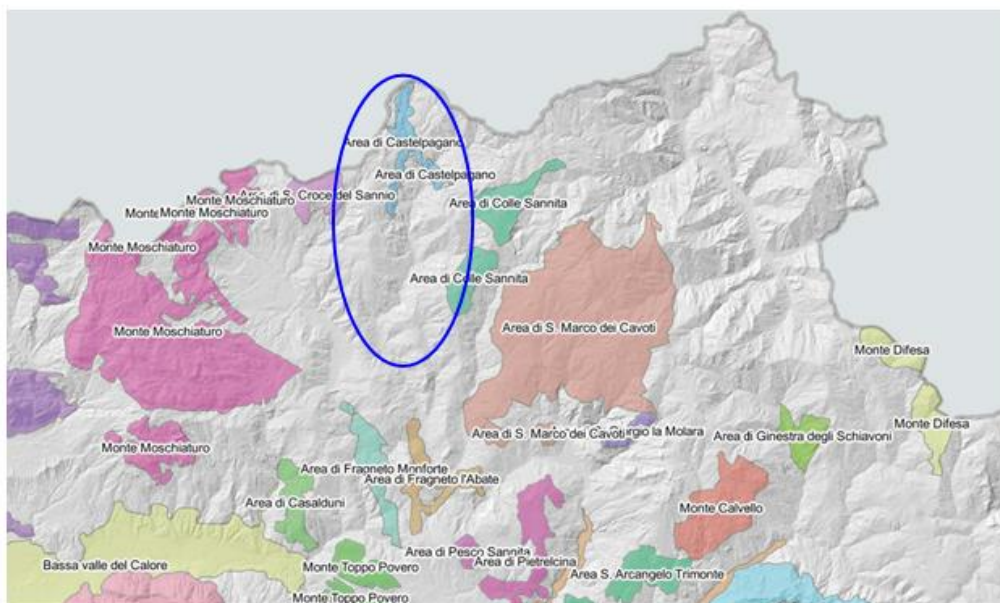 Area di Castelpagano
Area di Castelpagano
Area di S. Croce del Sannio
Monte Moschiaturo
Monte Moschiaturo
Area di Colle Sannita
Monte Moschiaturo
Area di Colle Sannita
Monte Moschiaturo
Area di S. Marco dei Cavoti
Monte Difesa
Monte Difesa
Area di S. Marco dei Cavoti
la Molara
Area di Ginestra degli Schiavoni
Monte Moschiaturo
Area di Fragneto Monforte
Area di Fragneto l'Abate
Area di Casalduni
Monte Calvello
Area di Pesco Sannita
Area di Pietrelcina
Bassa valle del Calore
Monte Toppo Povero
Area S. Arcangelo Trimonte
Monte Toppo Povero